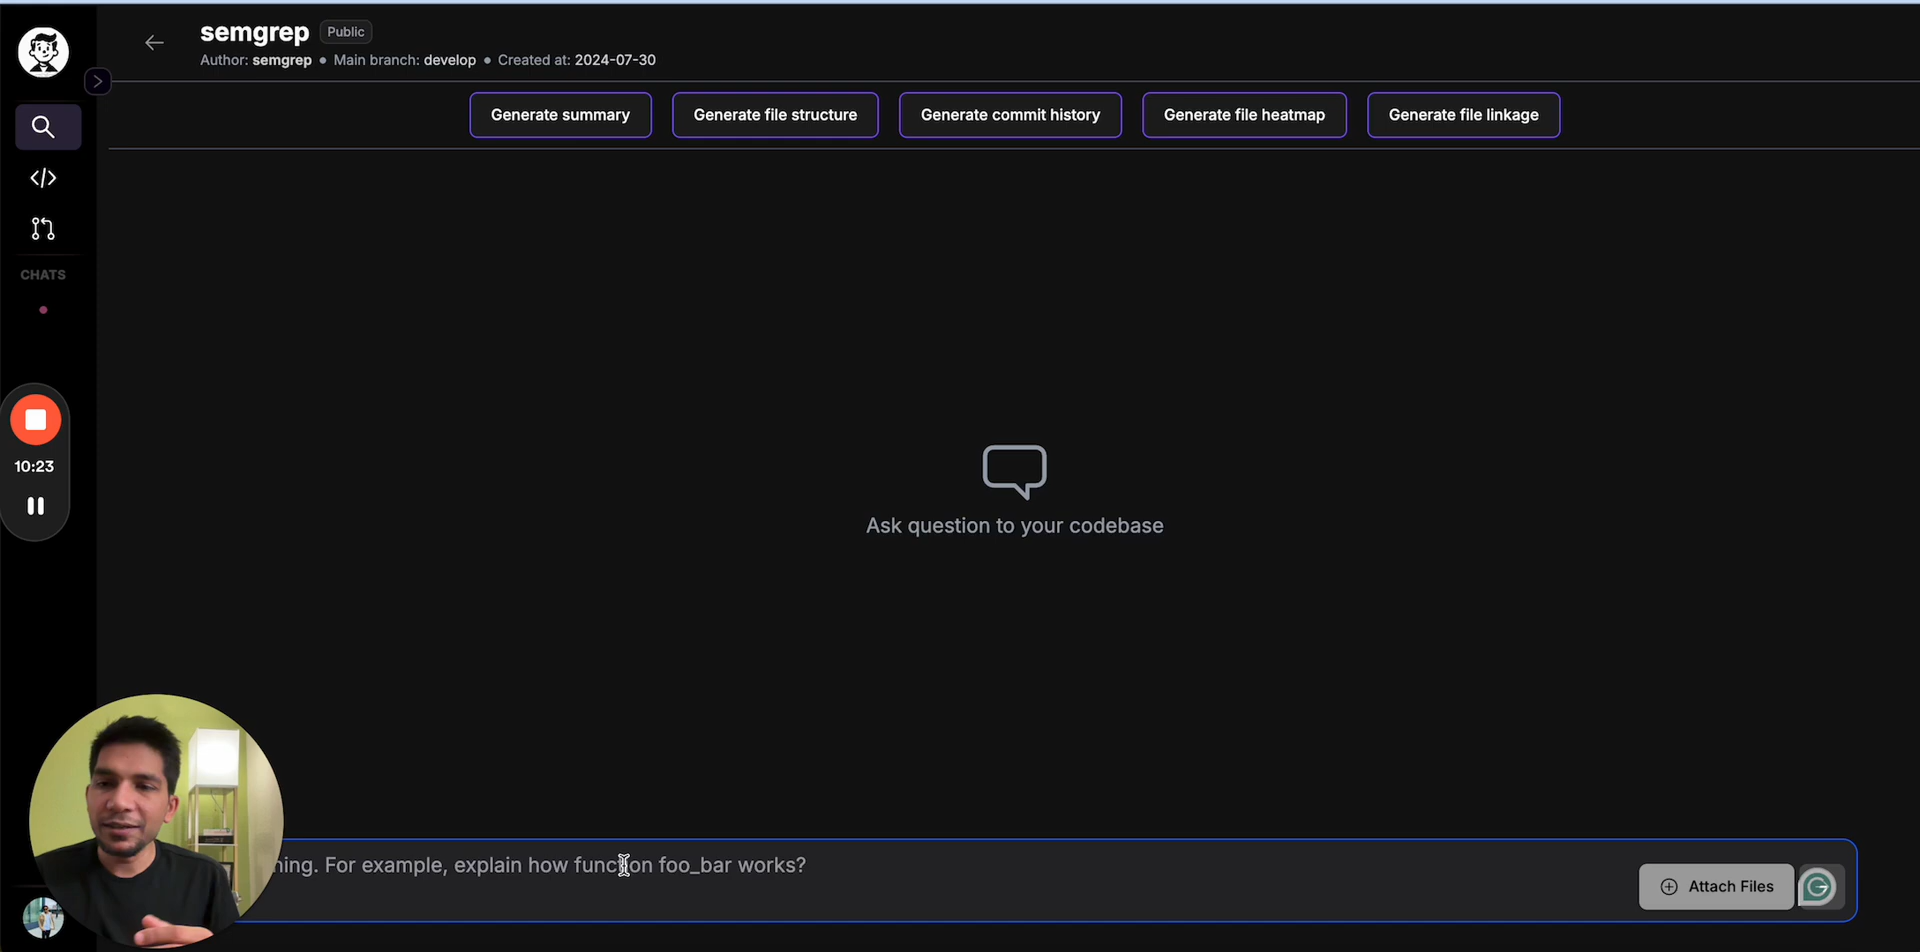 semgrep Public
Author: semgrep • Main branch: develop • Created at: 2024-07-30
Generate summary
Generate file structure
Generate commit history
Generate file heatmap
Generate file linkage
CHATS
10:23
Ask question to your codebase
For example, explain how function foo_bar works?
Attach Files